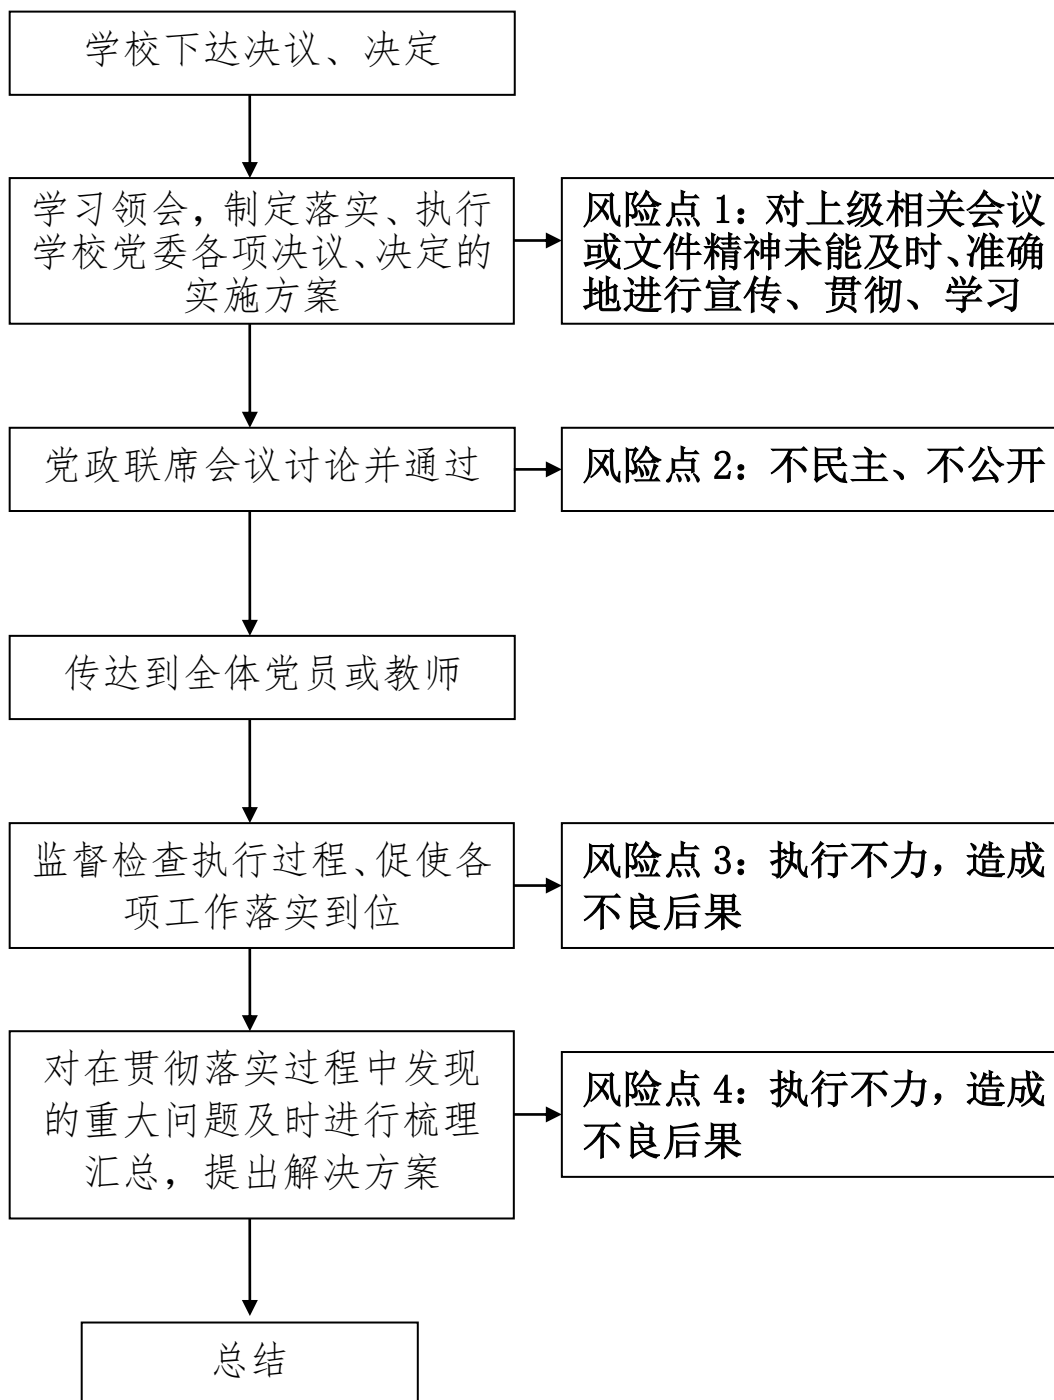 学校下达决议、决定
学习领会，制定落实、执行
学校党委各项决议、决定的
实施方案
风险点 1：对上级相关会议
或文件精神未能及时、准确
地进行宣传、贯彻、学习
党政联席会议讨论并通过
风险点 2：不民主、不公开
传达到全体党员或教师
监督检查执行过程、促使各
项工作落实到位
风险点 3：执行不力，造成
不良后果
对在贯彻落实过程中发现
的重大问题及时进行梳理
汇总，提出解决方案
风险点 4：执行不力，造成
不良后果
总结